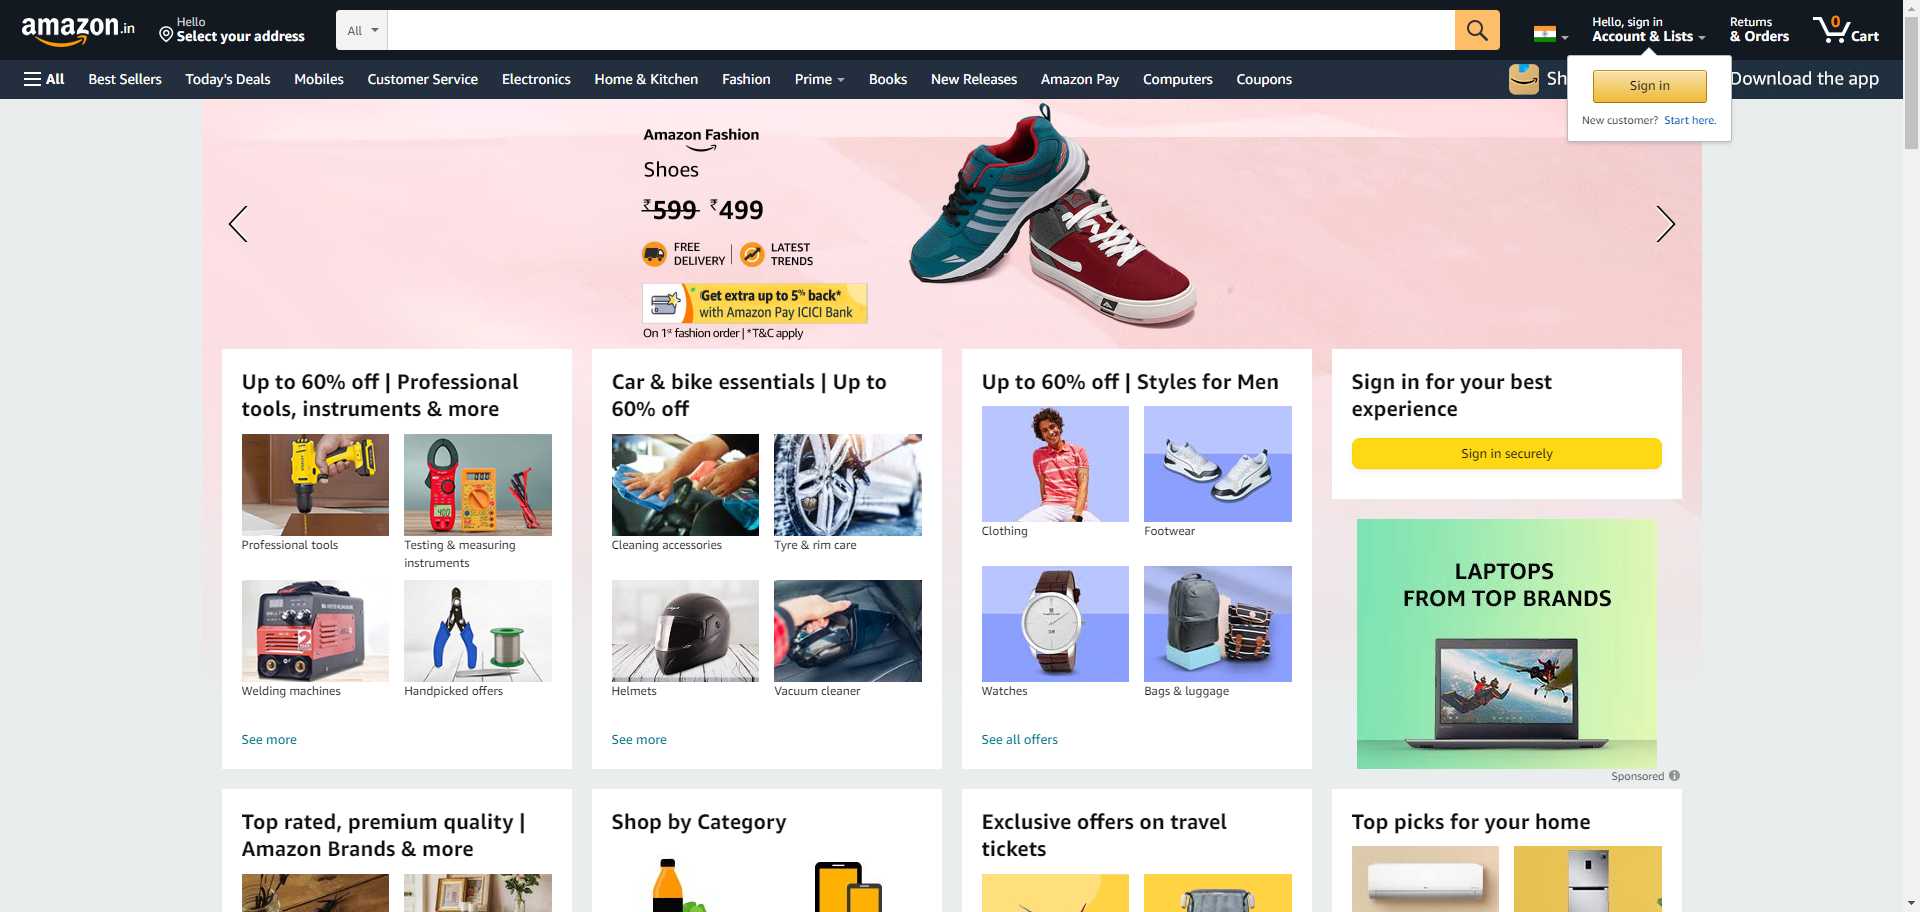 amazon.in
Hello
Select your address
All
Hello, sign in
Account & Lists
Returns
& Orders
0
Cart
All
Best Sellers
Today's Deals
Mobiles
Customer Service
Electronics
Home & Kitchen
Fashion
Prime
Books
New Releases
Amazon Pay
Computers
Coupons
Sh
Download the app
Sign in
New customer? Start here.
Amazon Fashion
Shoes
₹599 ₹499
FREE
DELIVERY
LATEST
TRENDS
Get extra up to 5% back*
with Amazon Pay ICICI Bank
On 1st fashion order | *T&C apply
Up to 60% off | Professional
tools, instruments & more
Professional tools
Testing & measuring
instruments
Welding machines
Handpicked offers
See more
Car & bike essentials | Up to
60% off
Cleaning accessories
Tyre & rim care
Helmets
Vacuum cleaner
See more
Up to 60% off | Styles for Men
Clothing
Footwear
Watches
Bags & luggage
See all offers
Sign in for your best
experience
Sign in securely
LAPTOPS
FROM TOP BRANDS
Sponsored
Top rated, premium quality |
Amazon Brands & more
Shop by Category
Exclusive offers on travel
tickets
Top picks for your home